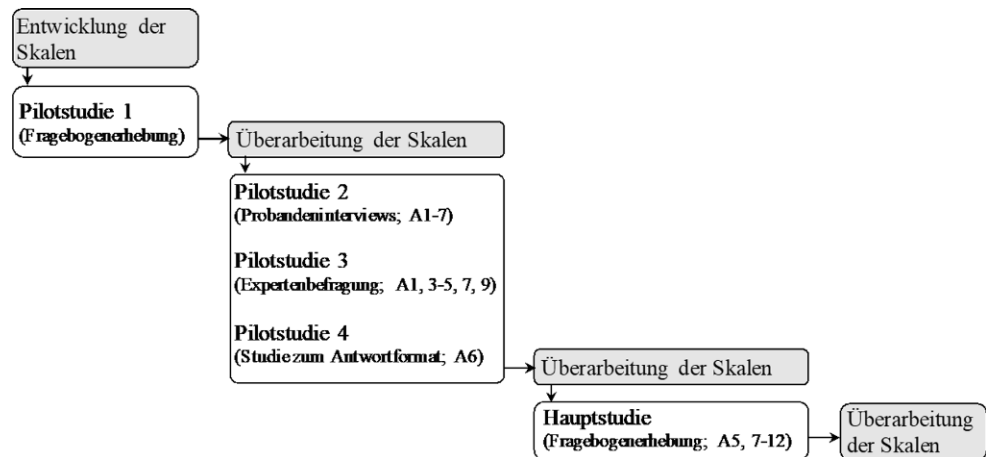 Entwicklung der
Skalen
Pilotstudie 1
(Fragebogenerhebung)
Überarbeitung der Skalen
Pilotstudie 2
(Probandeninterviews; A1-7)
Pilotstudie 3
(Expertenbefragung; A1, 3-5, 7, 9)
Pilotstudie 4
(Studie zum Antwortformat; A6)
Überarbeitung der Skalen
Hauptstudie
(Fragebogenerhebung; A5, 7-12)
Überarbeitung
der Skalen